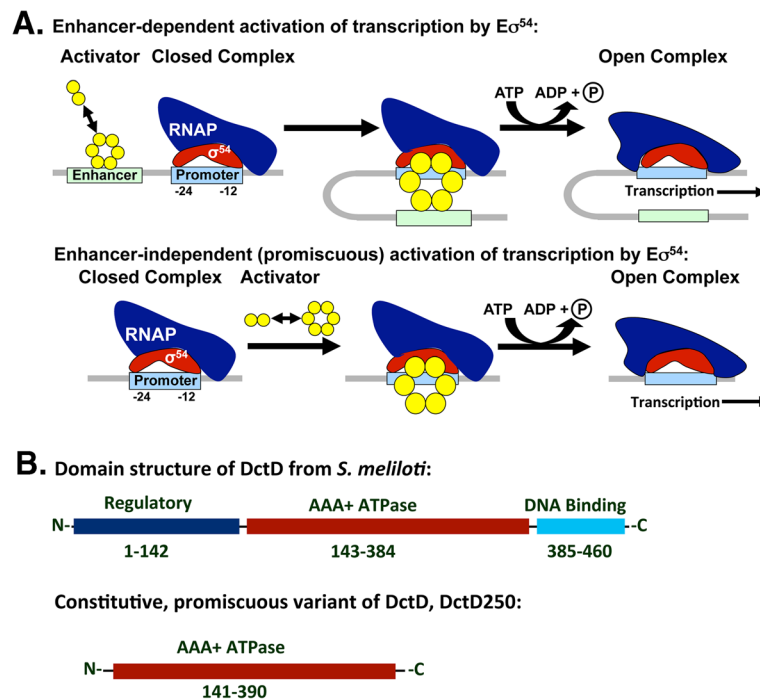 A. Enhancer-dependent activation of transcription by Eσ⁵⁴:
Activator Closed Complex Open Complex
RNAP
σ⁵⁴
Enhancer
Promoter
-24 -12
ATP ADP + P
Transcription
Enhancer-independent (promiscuous) activation of transcription by Eσ⁵⁴:
Closed Complex Activator Open Complex
RNAP
σ⁵⁴
Promoter
-24 -12
ATP ADP + P
Transcription
B. Domain structure of DctD from S. meliloti:
Regulatory AAA+ ATPase DNA Binding
N- -C
1-142 143-384 385-460
Constitutive, promiscuous variant of DctD, DctD250:
AAA+ ATPase
N- -C
141-390